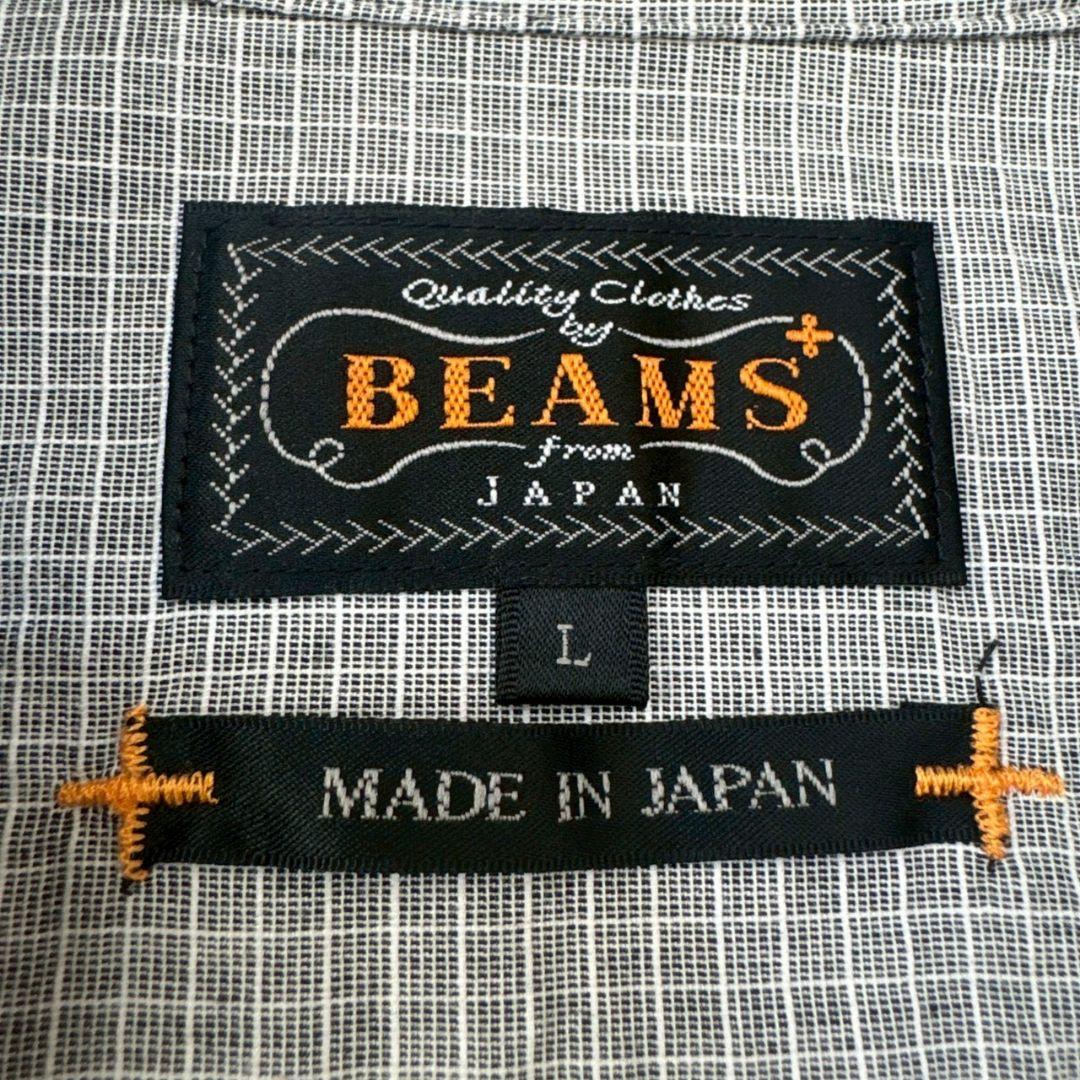 Quality Clothes
by
BEAMS+
from
JAPAN
L
MADE IN JAPAN